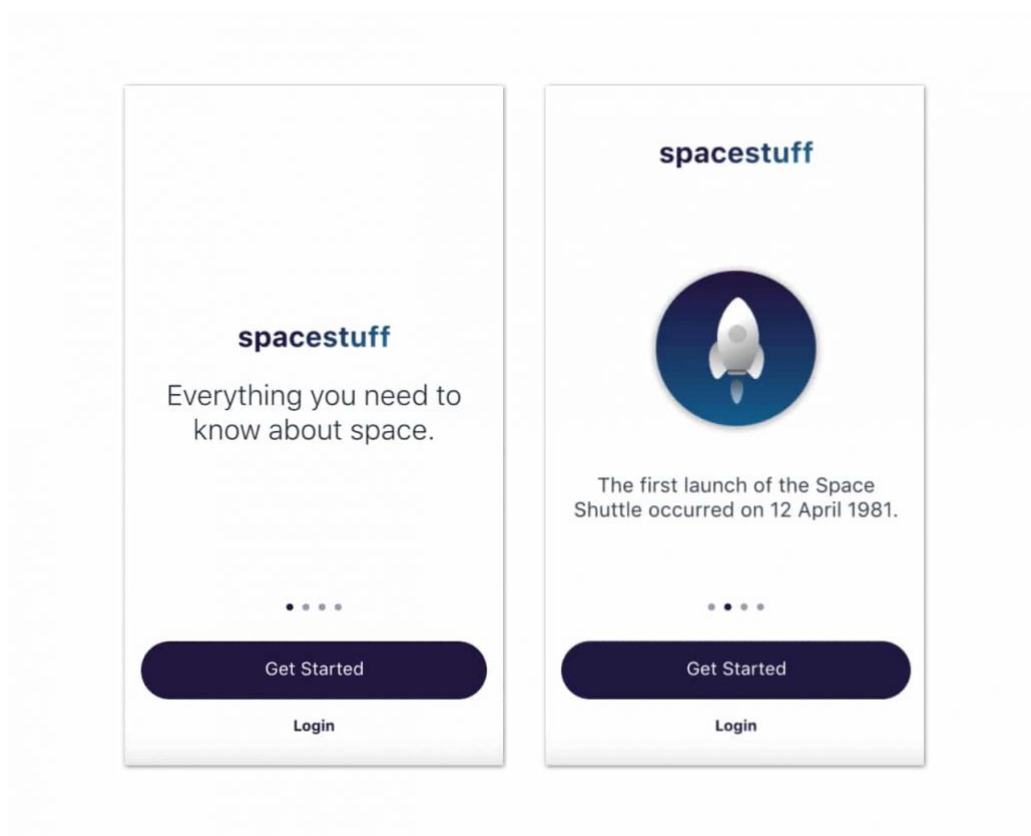 spacestuff
Everything you need to
know about space.
Get Started
Login
spacestuff
The first launch of the Space
Shuttle occurred on 12 April 1981.
Get Started
Login